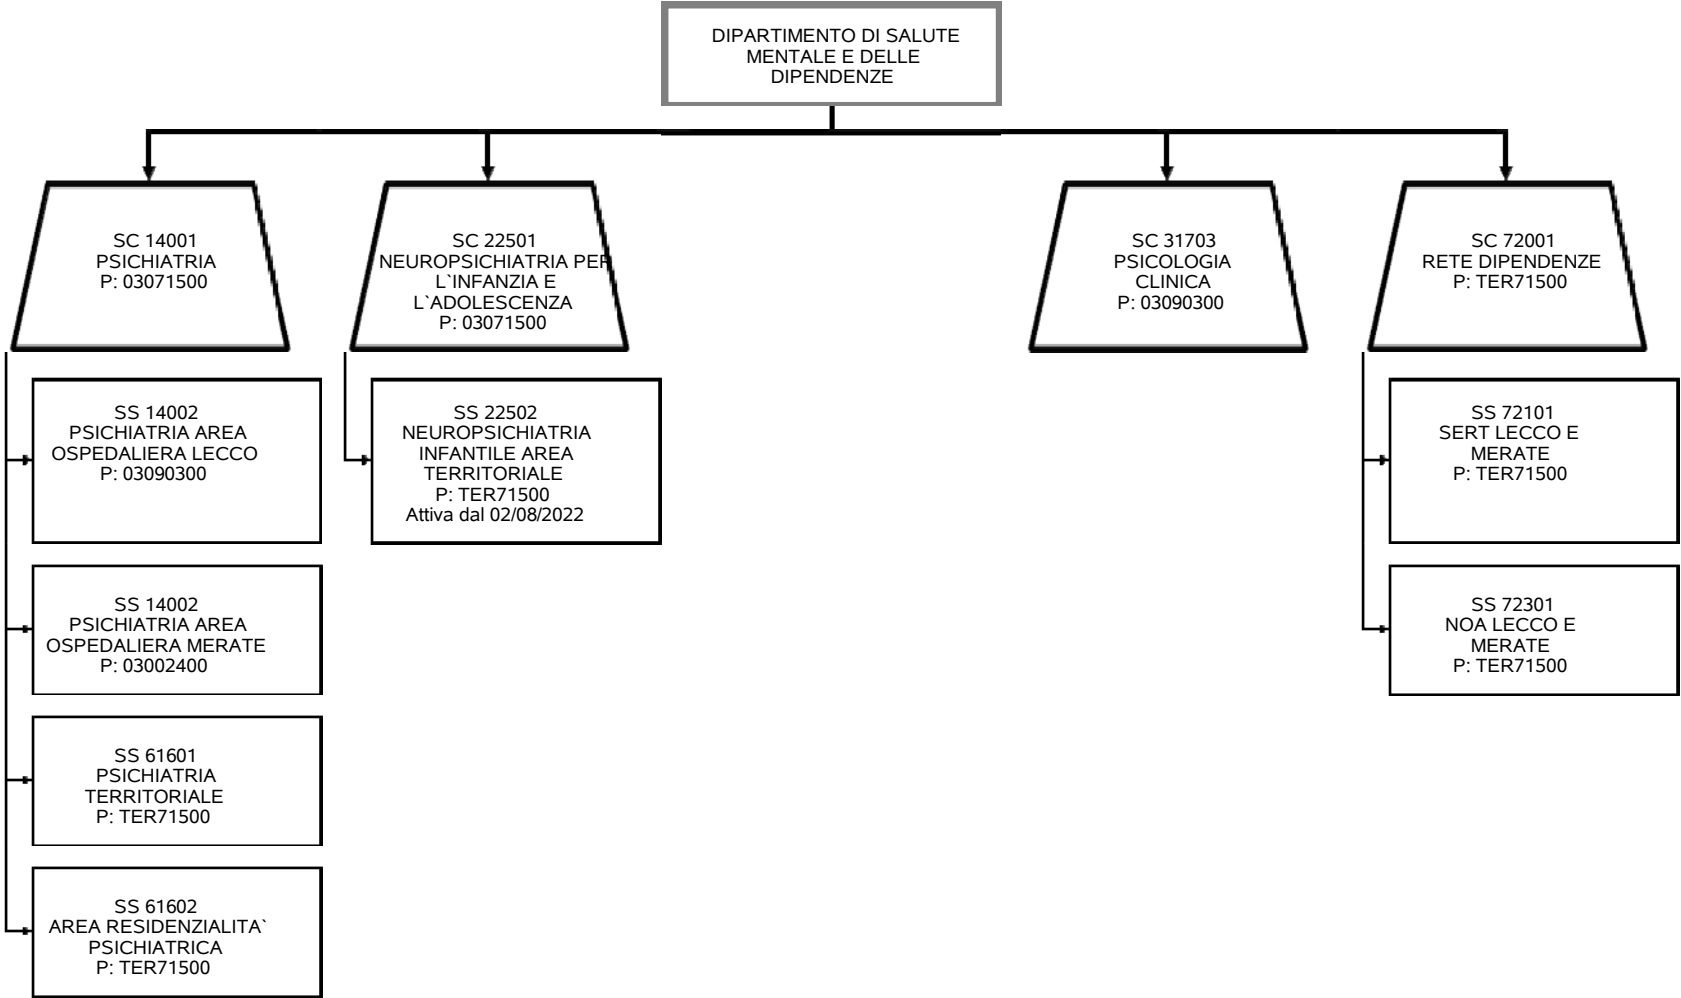 DIPARTIMENTO DI SALUTE
MENTALE E DELLE
DIPENDENZE
SC 14001
PSICHIATRIA
P: 03071500
SC 22501
NEUROPSICHIATRIA PER
L`INFANZIA E
L`ADOLESCENZA
P: 03071500
SC 31703
PSICOLOGIA
CLINICA
P: 03090300
SC 72001
RETE DIPENDENZE
P: TER71500
SS 14002
PSICHIATRIA AREA
OSPEDALIERA LECCO
P: 03090300
SS 22502
NEUROPSICHIATRIA
INFANTILE AREA
TERRITORIALE
P: TER71500
Attiva dal 02/08/2022
SS 72101
SERT LECCO E
MERATE
P: TER71500
SS 14002
PSICHIATRIA AREA
OSPEDALIERA MERATE
P: 03002400
SS 72301
NOA LECCO E
MERATE
P: TER71500
SS 61601
PSICHIATRIA
TERRITORIALE
P: TER71500
SS 61602
AREA RESIDENZIALITA`
PSICHIATRICA
P: TER71500